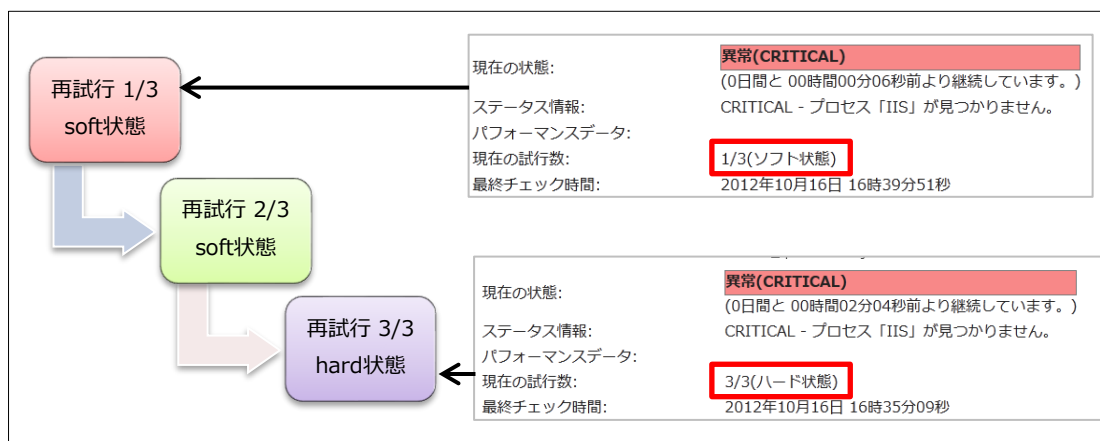 再試行 1/3
soft状態
再試行 2/3
soft状態
再試行 3/3
hard状態
現在の状態:
異常(CRITICAL)
(0日間と 00時間00分06秒前より継続しています。)
ステータス情報:
CRITICAL - プロセス「IIS」が見つかりません。
パフォーマンスデータ:
現在の試行数:
1/3(ソフト状態)
最終チェック時間:
2012年10月16日 16時39分51秒
現在の状態:
異常(CRITICAL)
(0日間と 00時間02分04秒前より継続しています。)
ステータス情報:
CRITICAL - プロセス「IIS」が見つかりません。
パフォーマンスデータ:
現在の試行数:
3/3(ハード状態)
最終チェック時間:
2012年10月16日 16時35分09秒